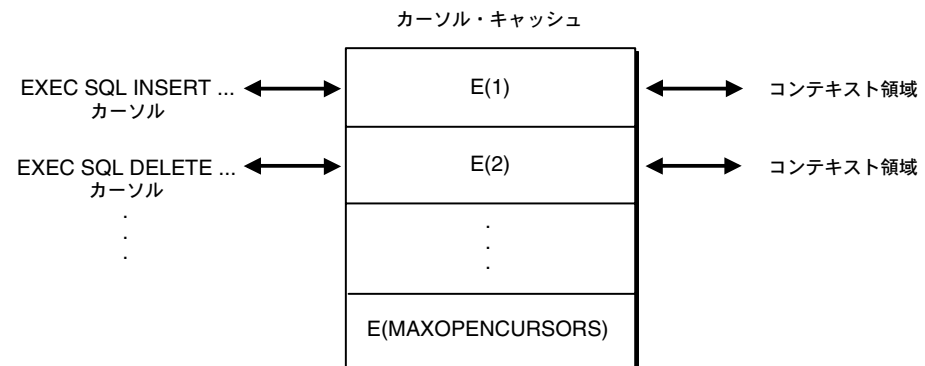 カーソル・キャッシュ
EXEC SQL INSERT ...
カーソル
E(1)
コンテキスト領域
EXEC SQL DELETE ...
カーソル
E(2)
コンテキスト領域
.
.
.
.
.
.
E(MAXOPENCURSORS)